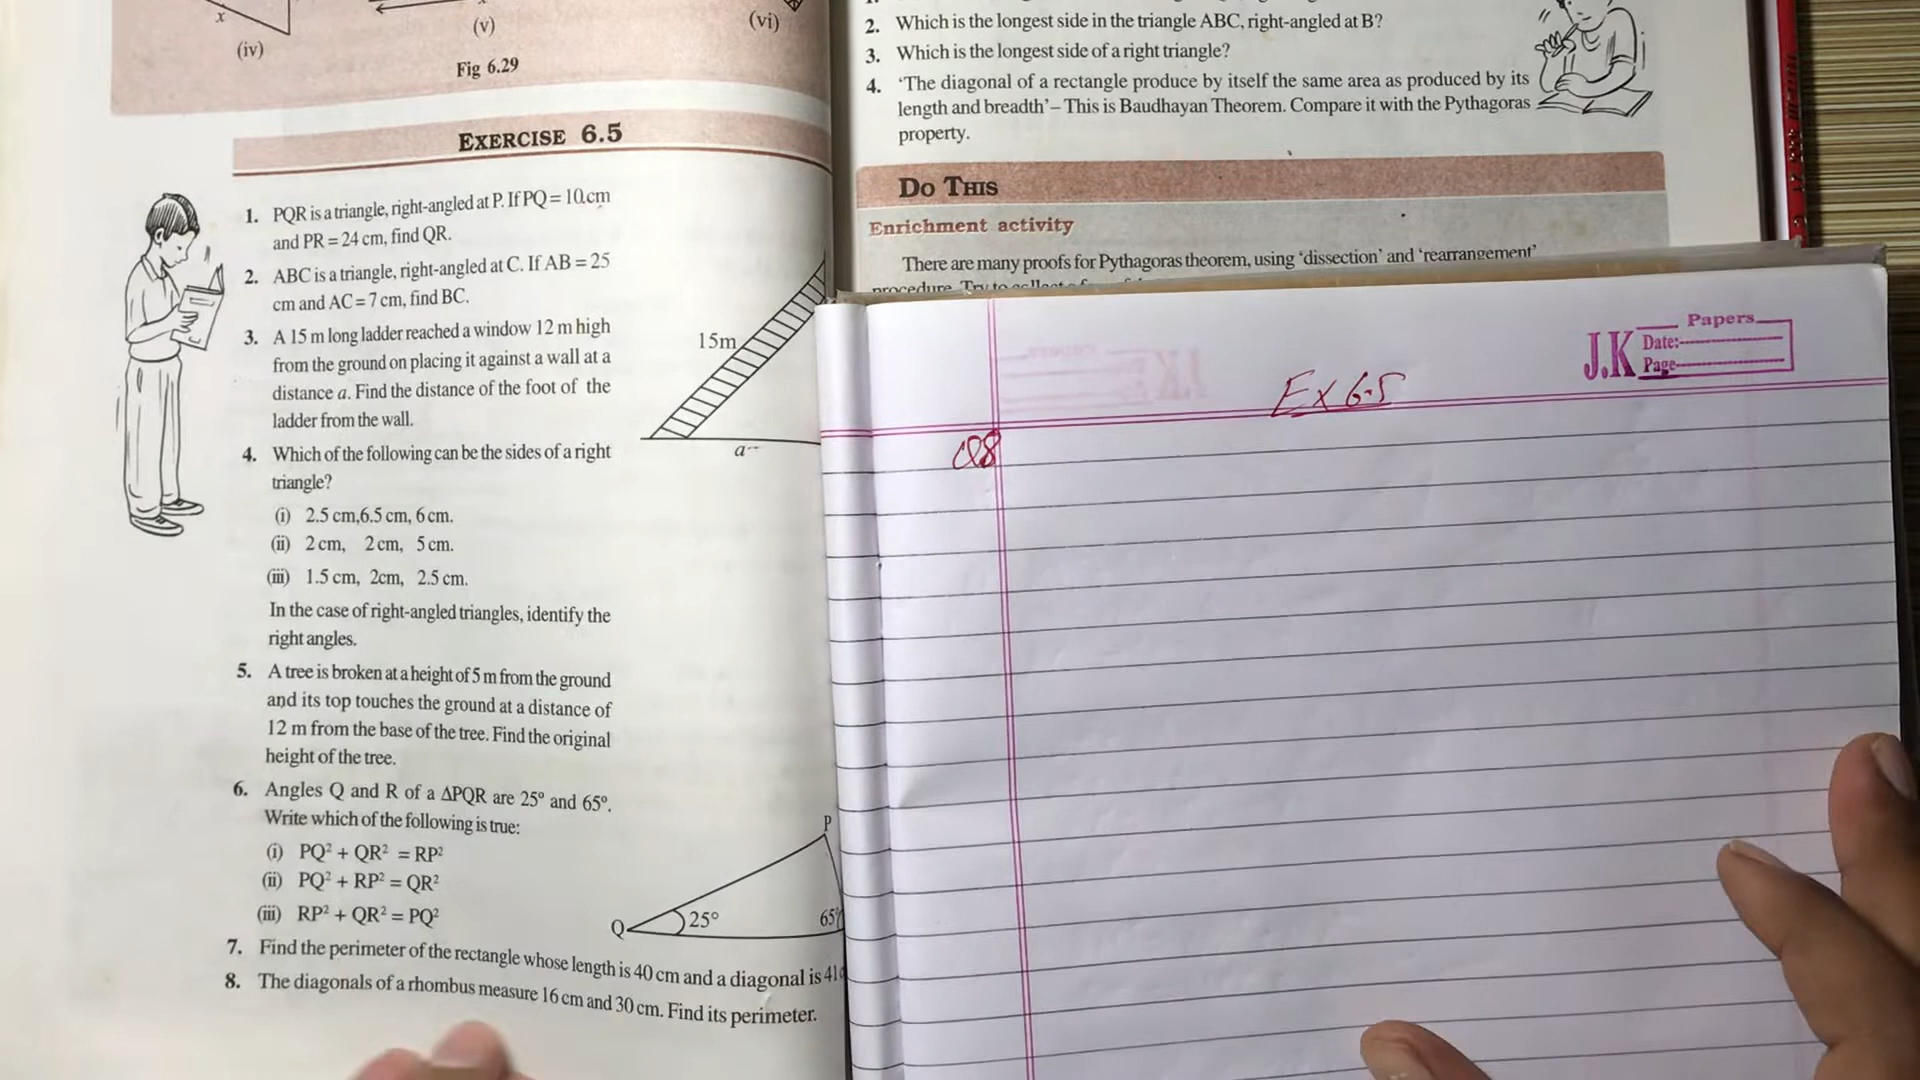 x
(iv)
(v)
(vi)
Fig 6.29
EXERCISE 6.5
1. PQR is a triangle, right-angled at P. If PQ = 10 cm
and PR = 24 cm, find QR.
2. ABC is a triangle, right-angled at C. If AB = 25
cm and AC = 7 cm, find BC.
3. A 15 m long ladder reached a window 12 m high
from the ground on placing it against a wall at a
distance a. Find the distance of the foot of the
ladder from the wall.
15m
a
4. Which of the following can be the sides of a right
triangle?
(i) 2.5 cm,6.5 cm, 6 cm.
(ii) 2 cm, 2 cm, 5 cm.
(iii) 1.5 cm, 2cm, 2.5 cm.
In the case of right-angled triangles, identify the
right angles.
5. A tree is broken at a height of 5 m from the ground
and its top touches the ground at a distance of
12 m from the base of the tree. Find the original
height of the tree.
6. Angles Q and R of a ΔPQR are 25° and 65°.
Write which of the following is true:
(i) PQ² + QR² = RP²
(ii) PQ² + RP² = QR²
(iii) RP² + QR² = PQ²
P
Q
25°
65°
7. Find the perimeter of the rectangle whose length is 40 cm and a diagonal is 41
8. The diagonals of a rhombus measure 16 cm and 30 cm. Find its perimeter.
2. Which is the longest side in the triangle ABC, right-angled at B?
3. Which is the longest side of a right triangle?
4. ‘The diagonal of a rectangle produce by itself the same area as produced by its
length and breadth’– This is Baudhayan Theorem. Compare it with the Pythagoras
property.
DO THIS
Enrichment activity
There are many proofs for Pythagoras theorem, using ‘dissection’ and ‘rearrangement’
procedure. Try to
J.K Papers
Date:
Page
Ex 6.5
Q8